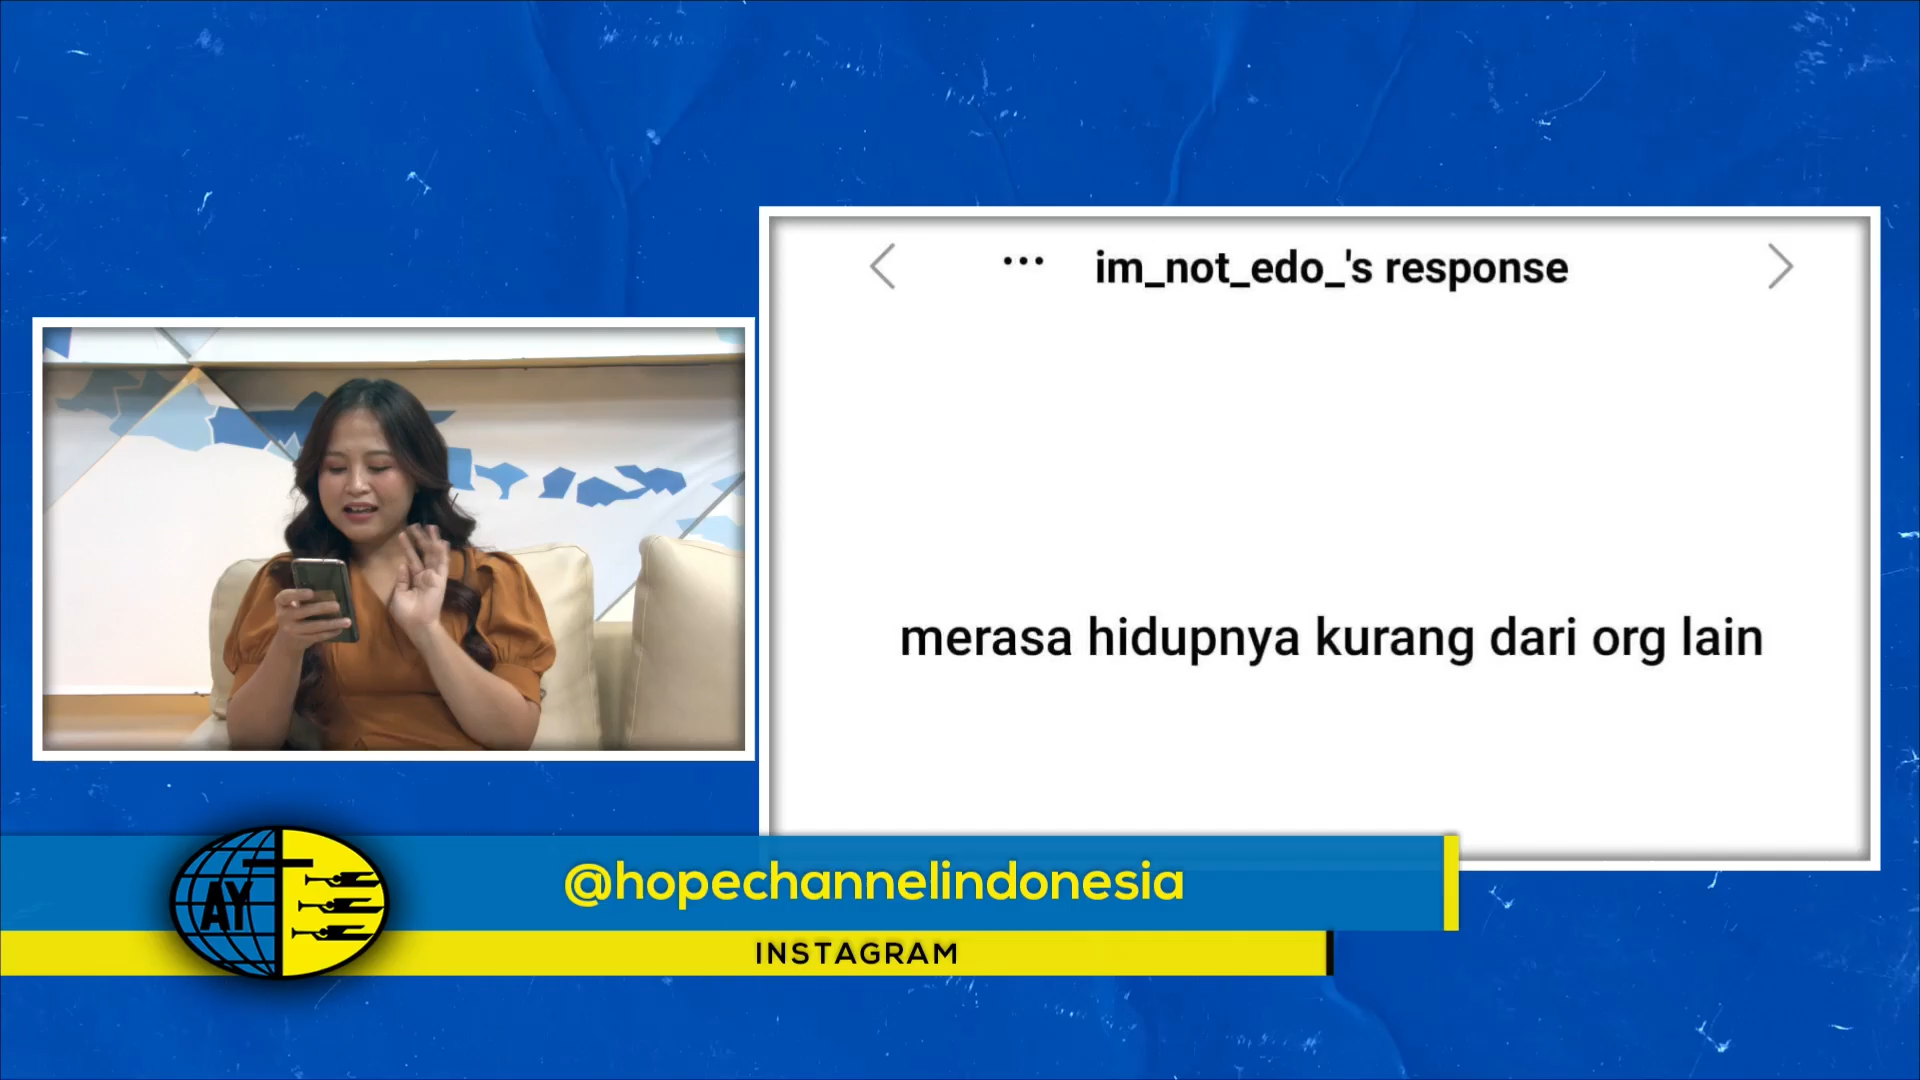 im_not_edo_'s response
merasa hidupnya kurang dari org lain
@hopechannelindonesia
INSTAGRAM
AY